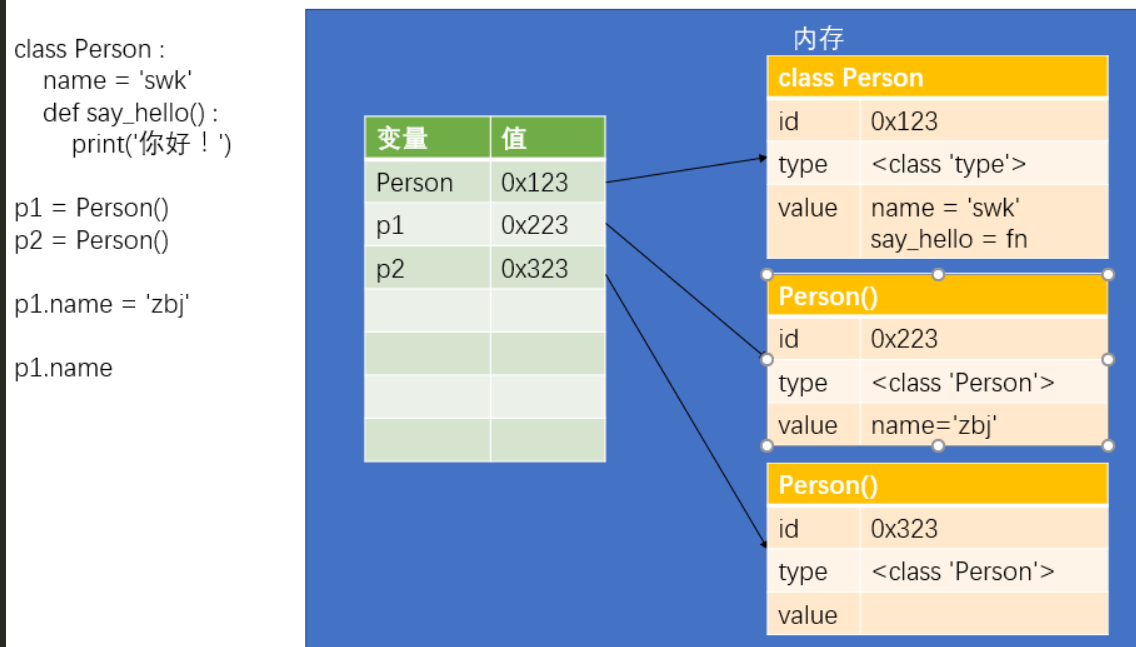 class Person :
name = 'swk'
def say_hello() :
print('你好！')
p1 = Person()
p2 = Person()
p1.name = 'zbj'
p1.name
变量 值
Person 0x123
p1 0x223
p2 0x323
内存
class Person
id 0x123
type <class 'type'>
value name = 'swk'
say_hello = fn
Person()
id 0x223
type <class 'Person'>
value name='zbj'
Person()
id 0x323
type <class 'Person'>
value